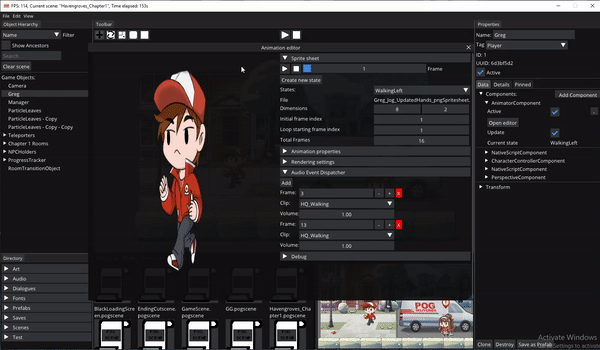 FPS: 114, Current scene: "Havengroves_Chapter1", Time elapsed: 153s
File Edit Misc
Object Hierarchy
Name Filter
Show Ancestors
Search
Clear scene
Game Objects:
Camera
Greg
Manager
ParticleLeaves
ParticleLeaves - Copy
ParticleLeaves - Copy - Copy
Teleporters
Chapter 1 Rooms
NPCHolders
ProgressTracker
RoomTransitionObject
Directory
Art
Audio
Dialogues
Fonts
Prefabs
Saves
Scenes
Test
Toolbar
Animation editor
Sprite sheet
1 Frame
Create new state
States: WalkingLeft
File Greg_Jog_UpdatedHands_pngSpritesheet.
Dimensions 8 2
Initial frame index 1
Loop starting frame index 1
Total Frames 16
Animation properties
Rendering settings
Audio Event Dispatcher
Add
Frame: 3 - + X
Clip: HQ_Walking
Volume: 1.00
Frame: 13 - + X
Clip: HQ_Walking
Volume: 1.00
Debug
BlackLoadingScreen.pogscene
EndingCutscene.pogscene
GameScene.pogscene
GG.pogscene
Havengroves_Chapter1.pogscene
POG
Properties
Name: Greg
Tag: Player
ID: 1
UUID: 6d3bf5d2
Active
Data Details Pinned
Components: Add Component
AnimatorComponent
Active
Open editor
Update
Current state WalkingLeft
NativeScriptComponent
CharacterControllerComponent
NativeScriptComponent
PerspectiveComponent
Transform
Activate Windows
Go to Settings to activate
Clone Destroy Save as Prefab